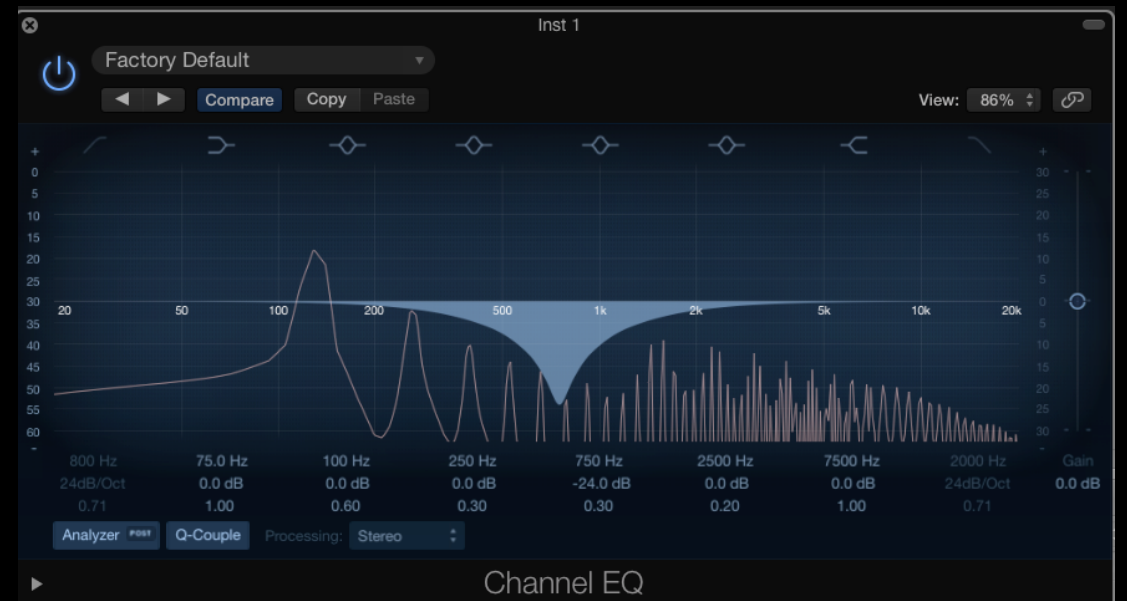 Inst 1
Factory Default
Compare Copy Paste View: 86%
+ +
0 30
5 25
10 20
15 15
20 10
25 5
30 20 50 100 200 500 1k 2k 5k 10k 20k 0
35 5
40 10
45 15
50 20
55 25
60 30
- -
800 Hz 75.0 Hz 100 Hz 250 Hz 750 Hz 2500 Hz 7500 Hz 2000 Hz Gain
24dB/Oct 0.0 dB 0.0 dB 0.0 dB -24.0 dB 0.0 dB 0.0 dB 24dB/Oct 0.0 dB
0.71 1.00 0.60 0.30 0.30 0.20 1.00 0.71
Analyzer POST Q-Couple Processing: Stereo
Channel EQ